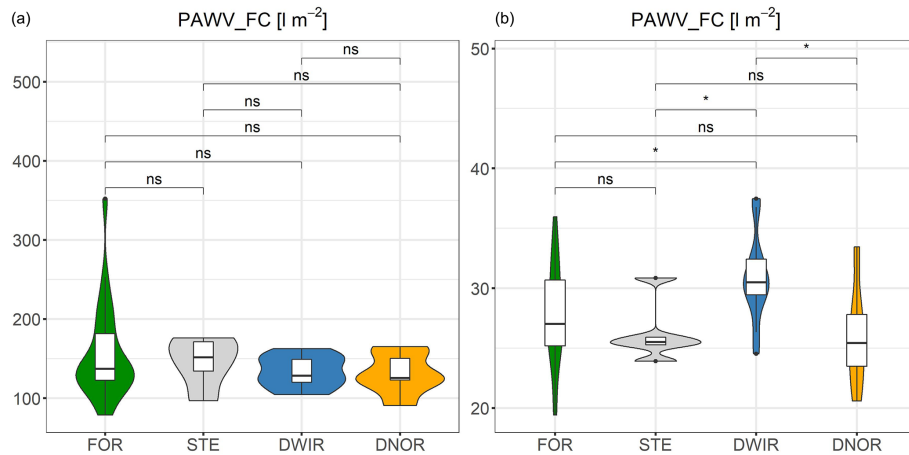 (a) PAWV_FC [l m⁻²]
500
400
300
200
100
ns
ns
ns
ns
ns
ns
FOR STE DWIR DNOR
(b) PAWV_FC [l m⁻²]
50
40
30
20
*
ns
*
ns
*
ns
FOR STE DWIR DNOR